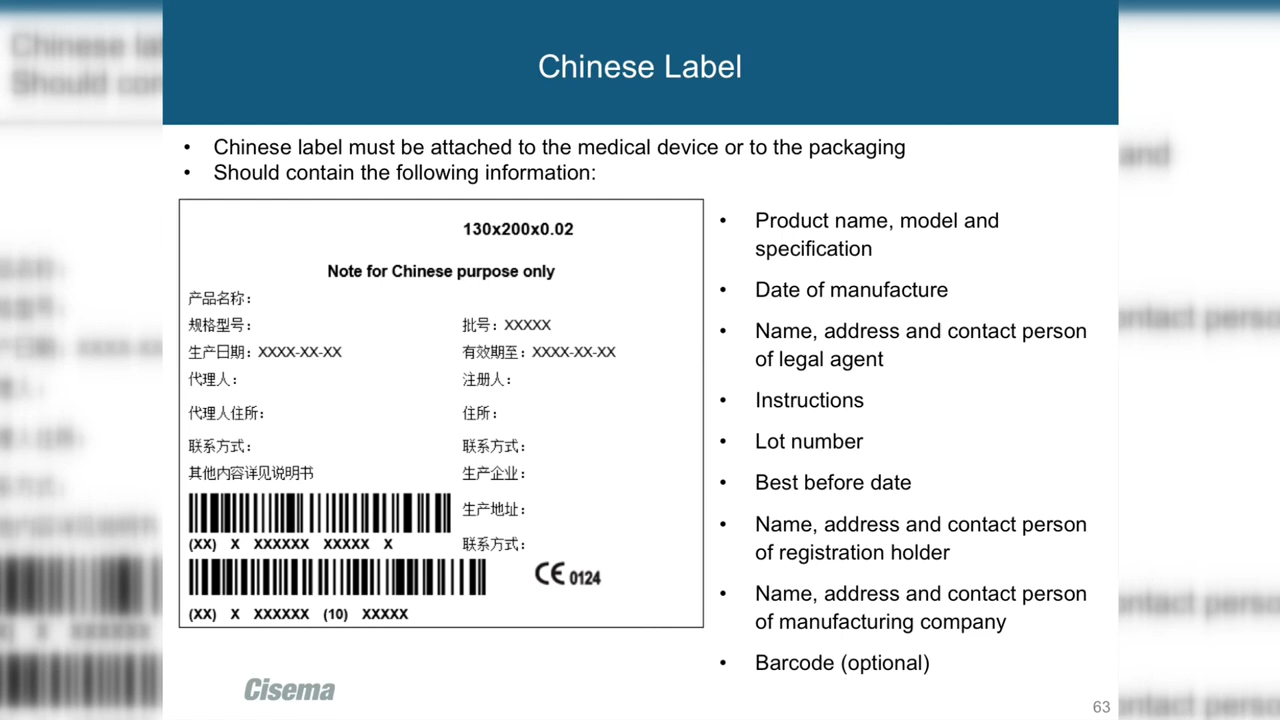 Chinese Label
• Chinese label must be attached to the medical device or to the packaging
• Should contain the following information:
130x200x0.02
Note for Chinese purpose only
产品名称：
规格型号： 批号：XXXXX
生产日期：XXXX-XX-XX 有效期至：XXXX-XX-XX
代理人： 注册人：
代理人住所： 住所：
联系方式： 联系方式：
其他内容详见说明书 生产企业：
生产地址：
(XX) X XXXXXX XXXXX X 联系方式：
CE 0124
(XX) X XXXXXX (10) XXXXX
• Product name, model and
specification
• Date of manufacture
• Name, address and contact person
of legal agent
• Instructions
• Lot number
• Best before date
• Name, address and contact person
of registration holder
• Name, address and contact person
of manufacturing company
• Barcode (optional)
Cisema
63